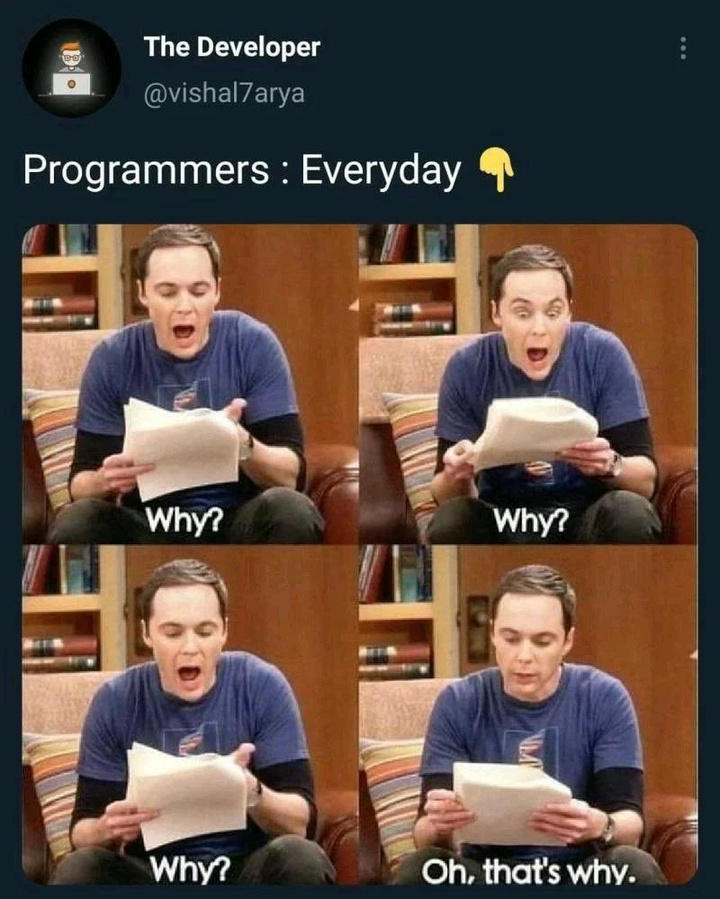 The Developer
@vishal7arya
Programmers : Everyday 👇
Why?
Why?
Why?
Oh, that's why.